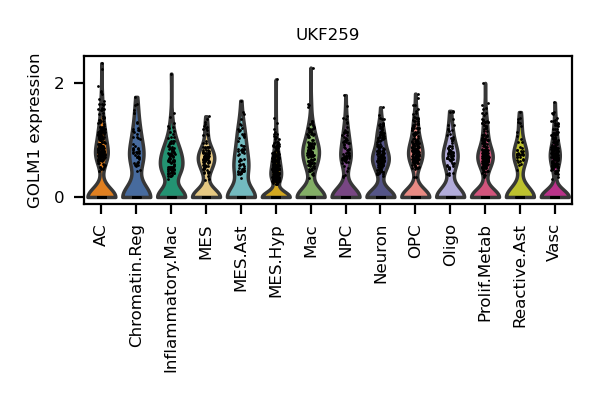 UKF259
GOLM1 expression
2
0
AC
Chromatin.Reg
Inflammatory.Mac
MES
MES.Ast
MES.Hyp
Mac
NPC
Neuron
OPC
Oligo
Prolif.Metab
Reactive.Ast
Vasc